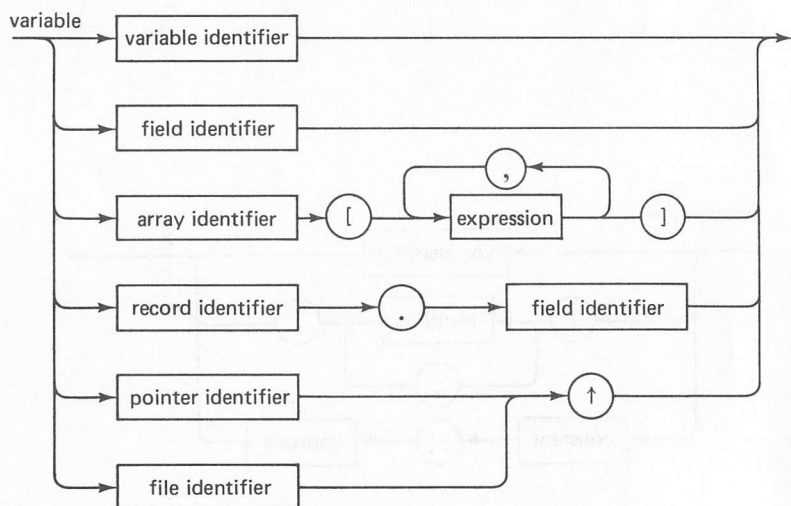 variable
variable identifier
field identifier
,
array identifier [ expression ]
record identifier . field identifier
pointer identifier ↑
file identifier